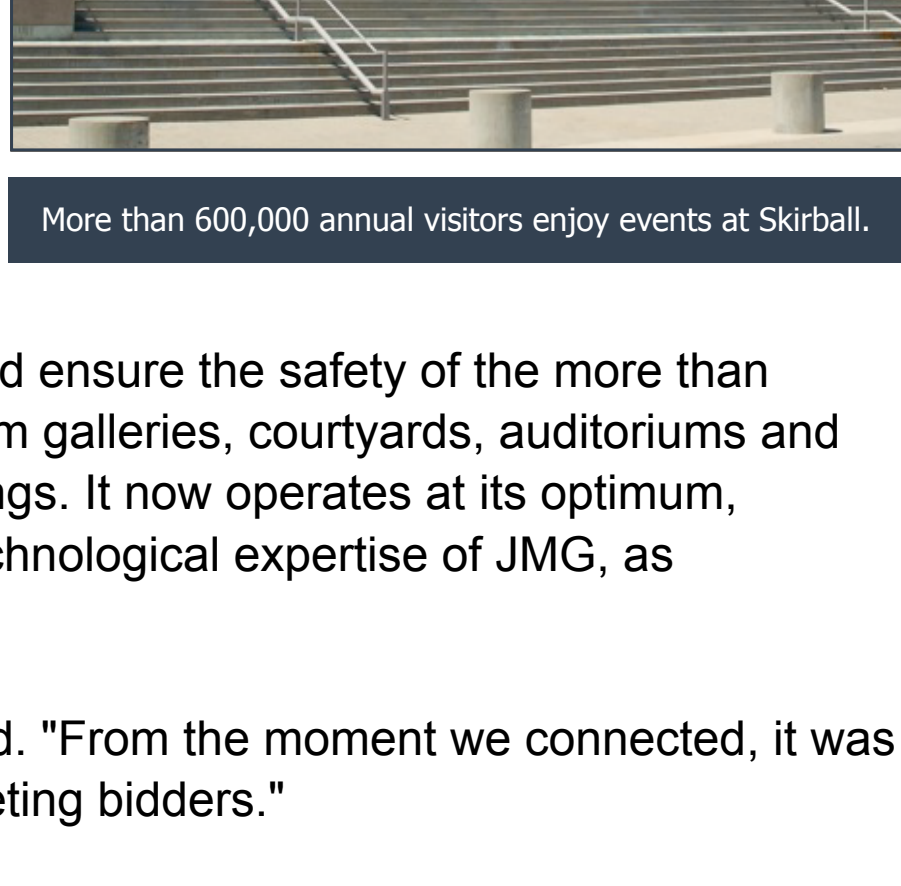 More than 600,000 annual visitors enjoy events at Skirball.
d ensure the safety of the more than
m galleries, courtyards, auditoriums and
ngs. It now operates at its optimum,
chnological expertise of JMG, as
d. "From the moment we connected, it was
eting bidders."